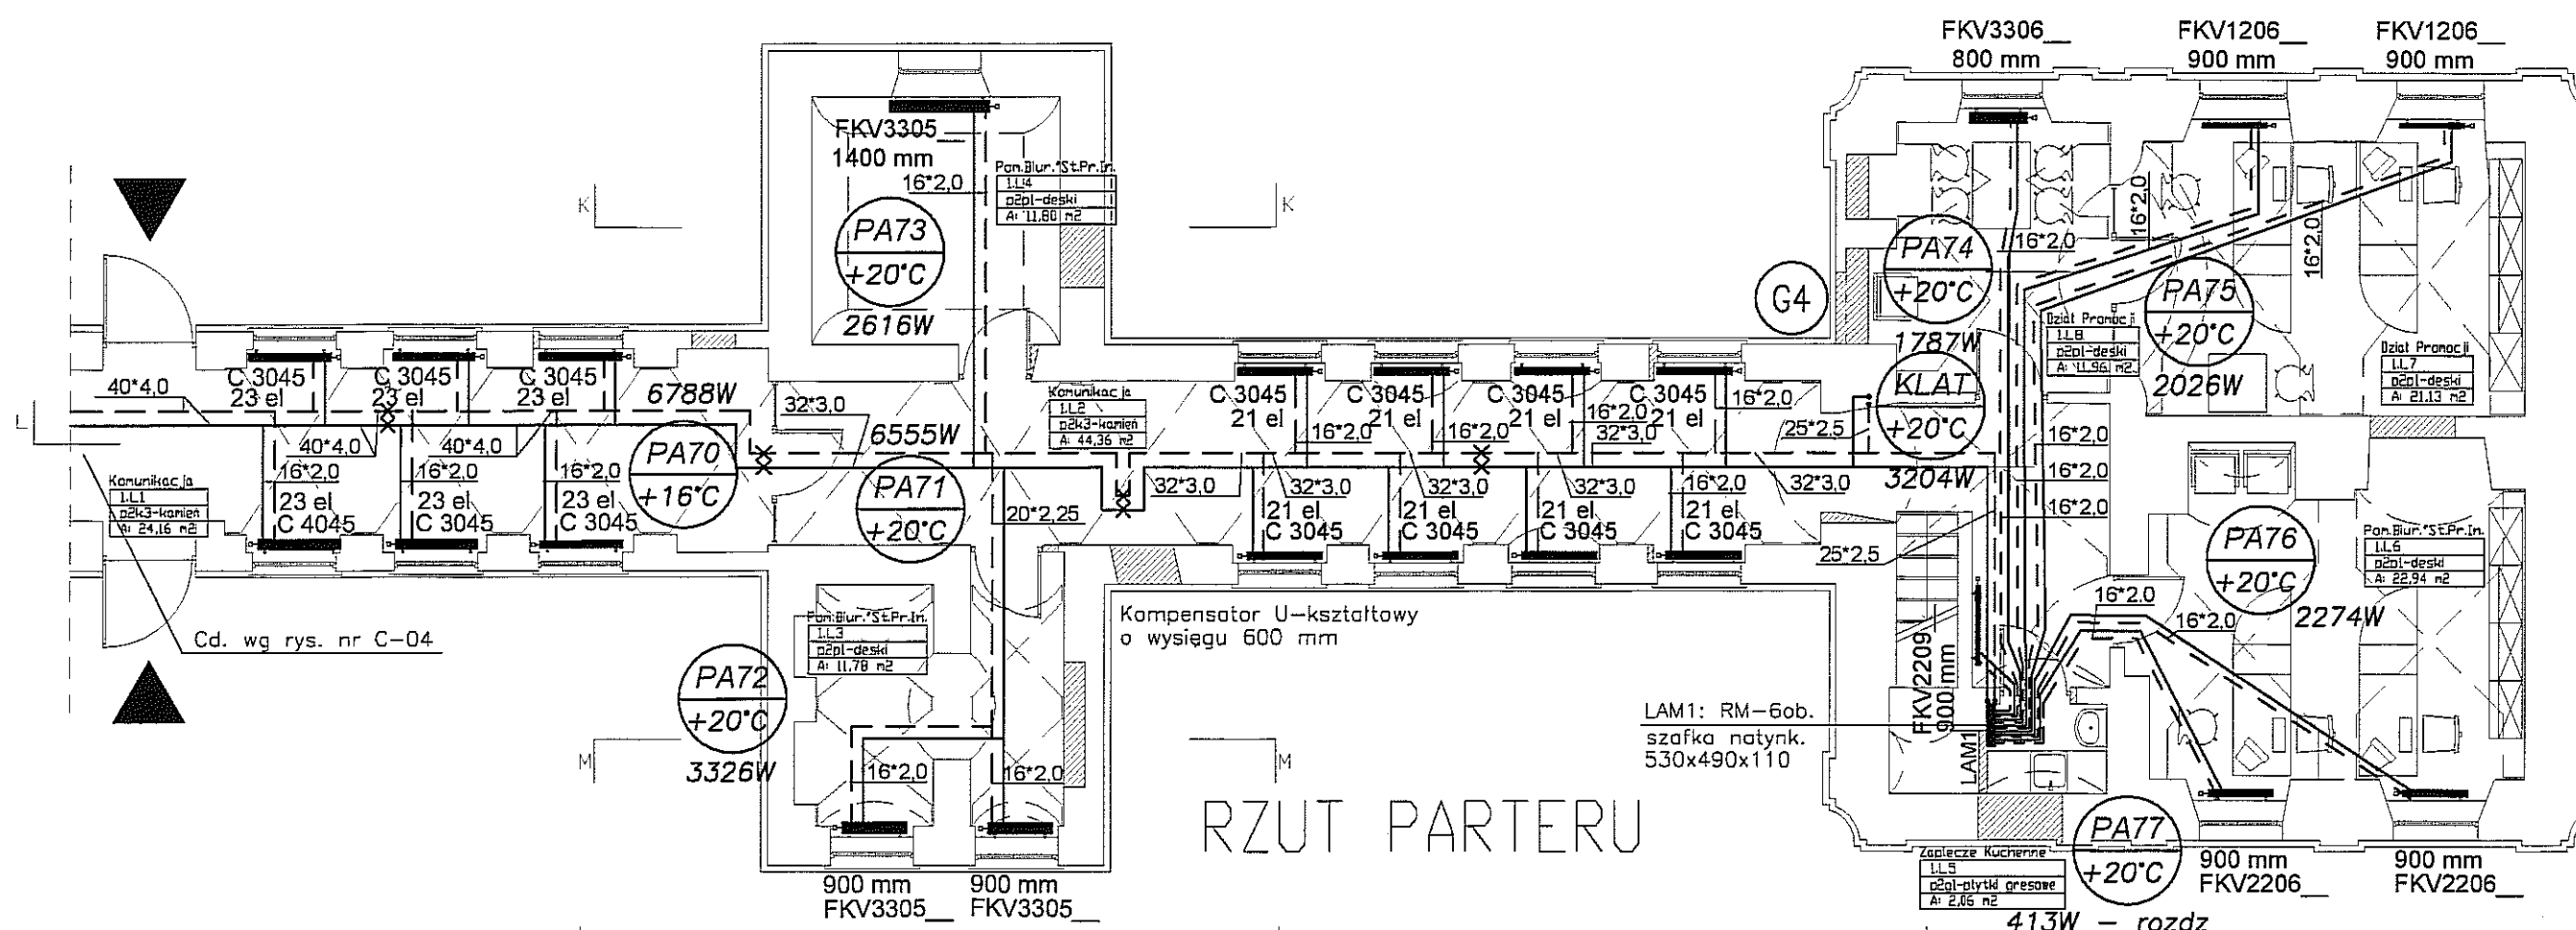 FKV3306__
800 mm
FKV1206__
900 mm
FKV1206__
900 mm
FKV3305__
1400 mm
16*2,0
Pom.Biur."St.Pr.In.
1.L4
p2pl-deski
A: 11,80 m2
K
K
PA73
+20°C
2616W
G4
PA74
+20°C
1787W
16*2,0
16*2,0
16*2,0
PA75
+20°C
2026W
Dział Promocji
1.L8
p2pl-deski
A: 11,96 m2
Dział Promocji
1.L7
p2pl-deski
A: 21,13 m2
KLAT
+20°C
3204W
40*4,0
C 3045
23 el
C 3045
23 el
C 3045
23 el
6788W
32*3,0
6555W
Komunikacja
1.L2
p2k3-kamień
A: 44,36 m2
C 3045
21 el
C 3045
21 el
C 3045
21 el
C 3045
21 el
16*2,0
16*2,0
16*2,0
16*2,0
32*3,0
25*2,5
L
40*4,0
40*4,0
PA70
+16°C
PA71
+20°C
Komunikacja
1.L1
p2k3-kamień
A: 24,16 m2
16*2,0
23 el
C 4045
16*2,0
23 el
C 3045
16*2,0
23 el
C 3045
20*2,25
32*3,0
32*3,0
21 el
C 3045
32*3,0
21 el
C 3045
32*3,0
21 el
C 3045
16*2,0
21 el
C 3045
32*3,0
16*2,0
16*2,0
16*2,0
25*2,5
PA76
+20°C
2274W
Pom.Biur."St.Pr.In.
1.L6
p2pl-deski
A: 22,94 m2
16*2,0
16*2,0
Cd. wg rys. nr C-04
Pom.Biur."St.Pr.In.
1.L3
p2pl-deski
A: 11,78 m2
Kompensator U-kształtowy
o wysięgu 600 mm
PA72
+20°C
3326W
16*2,0
16*2,0
M
M
FKV2209__
900 mm
LAM1
LAM1: RM-6ob.
szafka natynk.
530x490x110
RZUT PARTERU
900 mm
FKV3305__
900 mm
FKV3305__
Zaplecze Kuchenne
1.L5
p2pl-płytki gresowe
A: 2,06 m2
PA77
+20°C
413W - rozdz
900 mm
FKV2206__
900 mm
FKV2206__